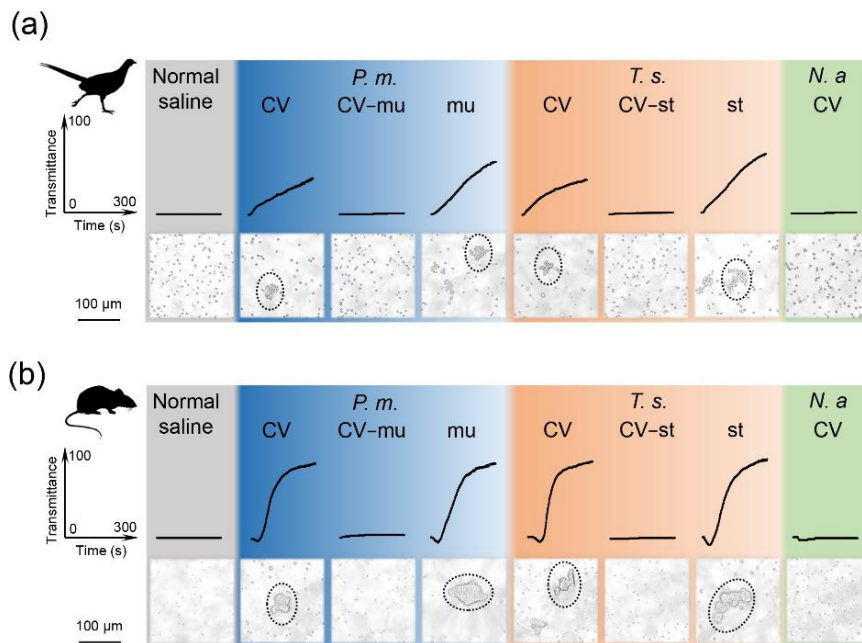 (a)
Normal
saline
P. m.
CV
CV–mu
mu
T. s.
CV
CV–st
st
N. a
CV
Transmittance
100
0
300
Time (s)
100 µm
(b)
Normal
saline
P. m.
CV
CV–mu
mu
T. s.
CV
CV–st
st
N. a
CV
Transmittance
100
0
300
Time (s)
100 µm